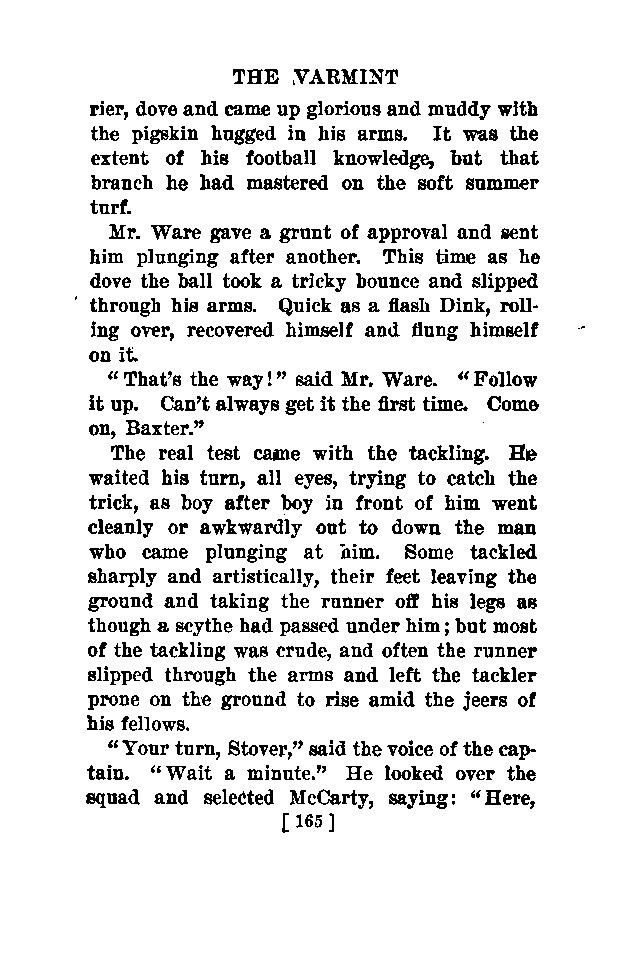 THE VARMINT
rier, dove and came up glorious and muddy with
the pigskin hugged in his arms. It was the
extent of his football knowledge, but that
branch he had mastered on the soft summer
turf.
Mr. Ware gave a grunt of approval and sent
him plunging after another. This time as he
dove the ball took a tricky bounce and slipped
through his arms. Quick as a flash Dink, roll-
ing over, recovered himself and flung himself
on it.
"That's the way!" said Mr. Ware. "Follow
it up. Can't always get it the first time. Come
on, Baxter."
The real test came with the tackling. He
waited his turn, all eyes, trying to catch the
trick, as boy after boy in front of him went
cleanly or awkwardly out to down the man
who came plunging at him. Some tackled
sharply and artistically, their feet leaving the
ground and taking the runner off his legs as
though a scythe had passed under him; but most
of the tackling was crude, and often the runner
slipped through the arms and left the tackler
prone on the ground to rise amid the jeers of
his fellows.
"Your turn, Stover," said the voice of the cap-
tain. "Wait a minute." He looked over the
squad and selected McCarty, saying: "Here,
[ 165 ]